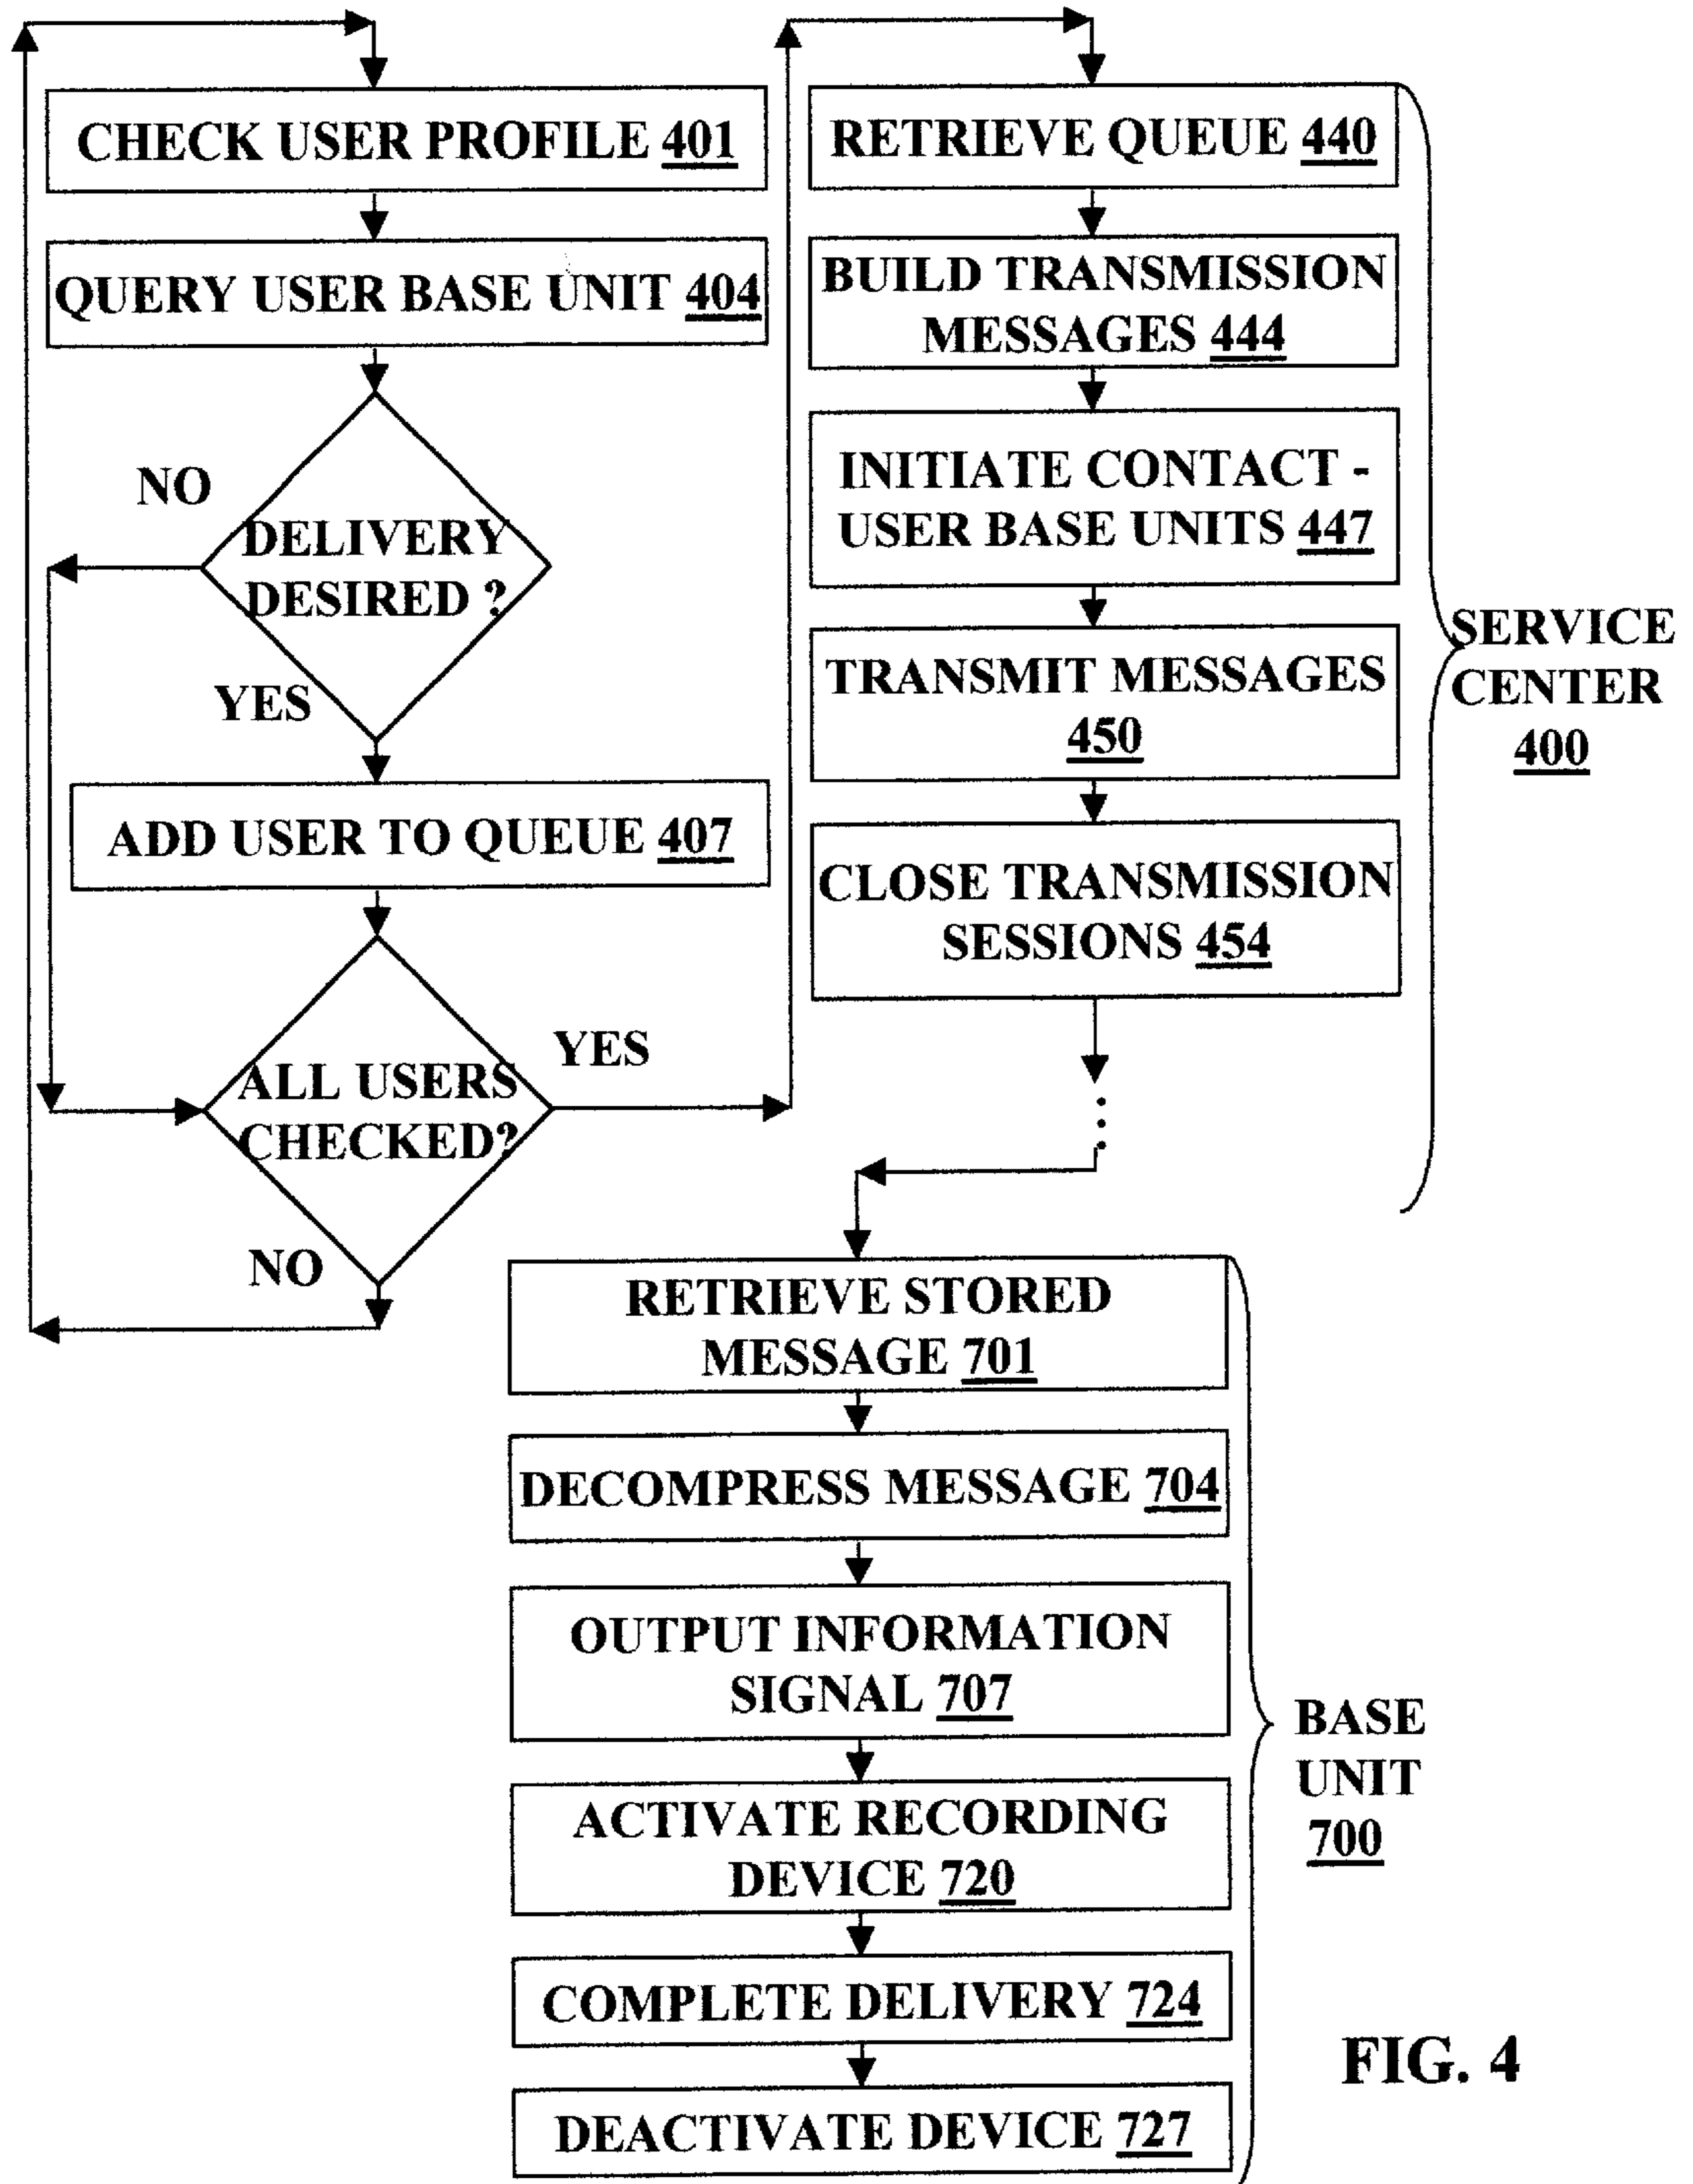 CHECK USER PROFILE 401
QUERY USER BASE UNIT 404
NO
DELIVERY
DESIRED ?
YES
ADD USER TO QUEUE 407
ALL USERS
CHECKED?
YES
NO
RETRIEVE QUEUE 440
BUILD TRANSMISSION
MESSAGES 444
INITIATE CONTACT -
USER BASE UNITS 447
TRANSMIT MESSAGES
450
CLOSE TRANSMISSION
SESSIONS 454
SERVICE
CENTER
400
RETRIEVE STORED
MESSAGE 701
DECOMPRESS MESSAGE 704
OUTPUT INFORMATION
SIGNAL 707
ACTIVATE RECORDING
DEVICE 720
COMPLETE DELIVERY 724
DEACTIVATE DEVICE 727
BASE
UNIT
700
FIG. 4